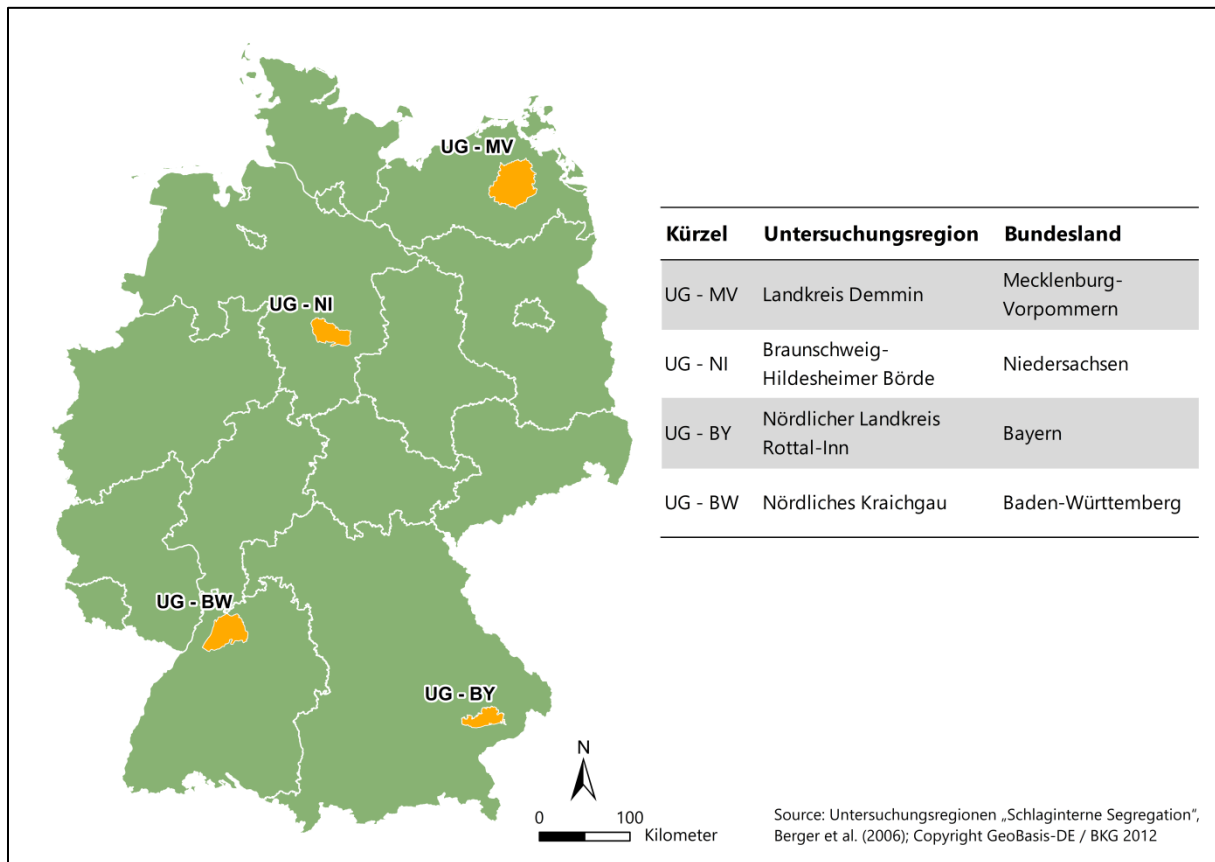 UG - MV
UG - NI
UG - BW
UG - BY
N
0 100
Kilometer
Kürzel Untersuchungsregion Bundesland
UG - MV Landkreis Demmin Mecklenburg-
Vorpommern
UG - NI Braunschweig-
Hildesheimer Börde Niedersachsen
UG - BY Nördlicher Landkreis
Rottal-Inn Bayern
UG - BW Nördliches Kraichgau Baden-Württemberg
Source: Untersuchungsregionen „Schlaginterne Segregation“,
Berger et al. (2006); Copyright GeoBasis-DE / BKG 2012